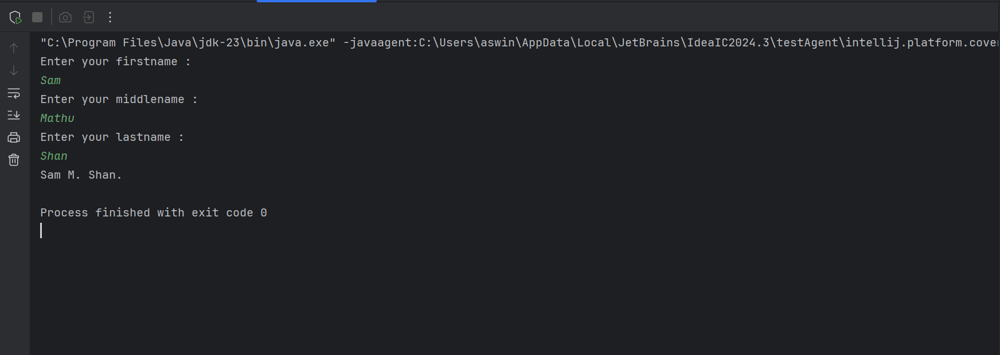 "C:\Program Files\Java\jdk-23\bin\java.exe" -javaagent:C:\Users\aswin\AppData\Local\JetBrains\IdeaIC2024.3\testAgent\intellij.platform.cover
Enter your firstname :
Sam
Enter your middlename :
Mathu
Enter your lastname :
Shan
Sam M. Shan.
Process finished with exit code 0